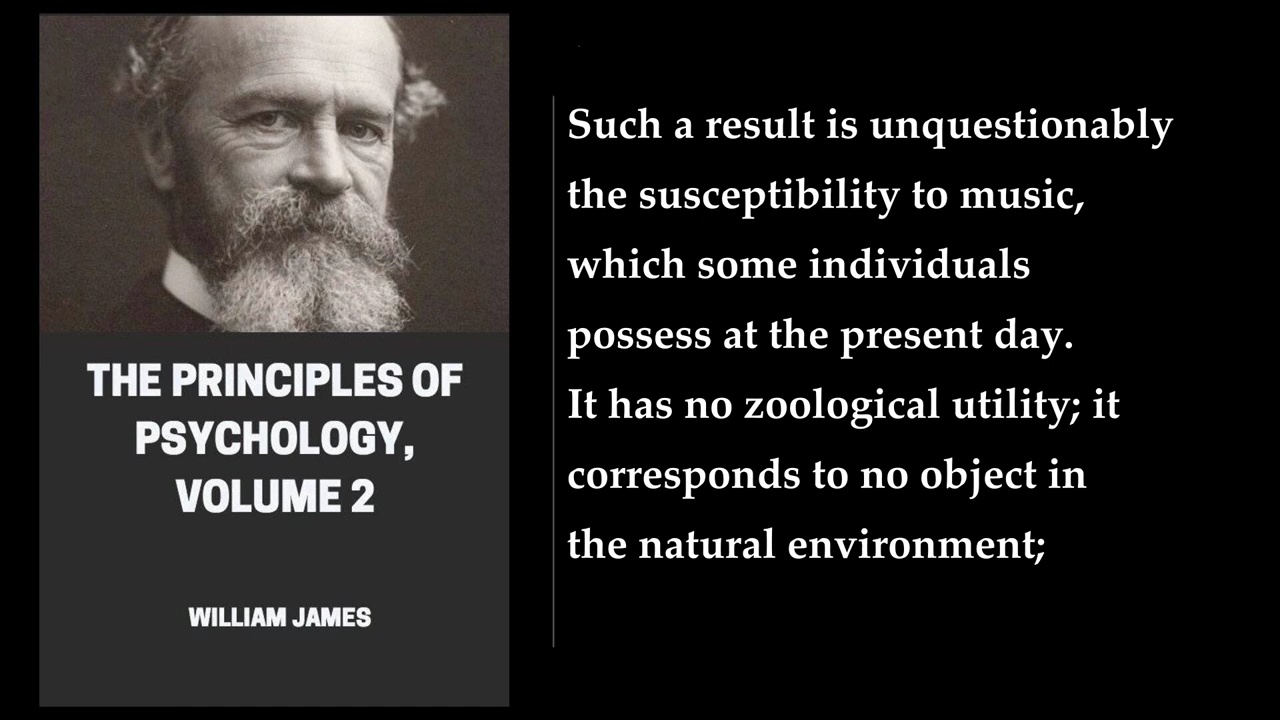 THE PRINCIPLES OF
PSYCHOLOGY,
VOLUME 2
WILLIAM JAMES
Such a result is unquestionably
the susceptibility to music,
which some individuals
possess at the present day.
It has no zoological utility; it
corresponds to no object in
the natural environment;